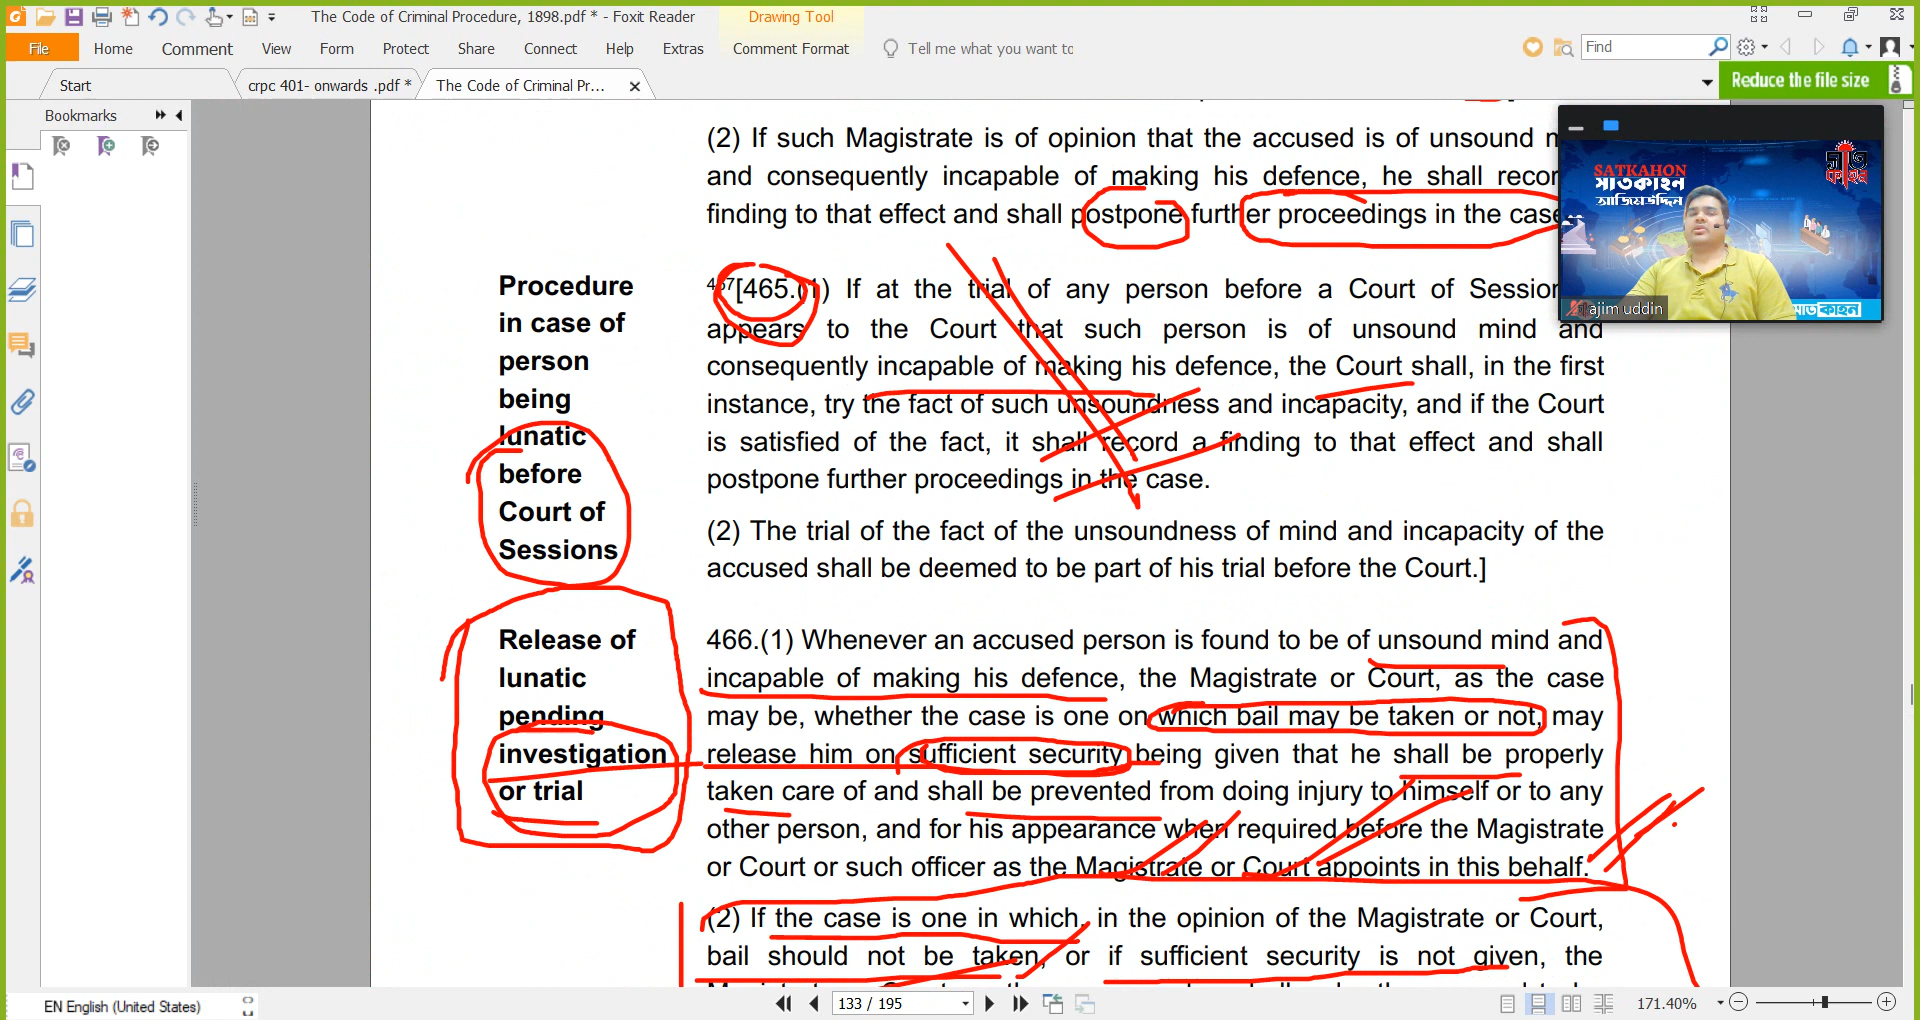 The Code of Criminal Procedure, 1898.pdf * - Foxit Reader
Drawing Tool
File Home Comment View Form Protect Share Connect Help Extras Comment Format Tell me what you want to Find
Start crpc 401- onwards .pdf * The Code of Criminal Pr... Reduce the file size
Bookmarks
(2) If such Magistrate is of opinion that the accused is of unsound
and consequently incapable of making his defence, he shall recor
finding to that effect and shall postpone further proceedings in the case
SATKAHON
সাতকাহন
আজিমউদ্দিন
সাত
কাহন
ajim uddin
সাতকাহন
Procedure
in case of
person
being
lunatic
before
Court of
Sessions
467[465.(1) If at the trial of any person before a Court of Session
appears to the Court that such person is of unsound mind and
consequently incapable of making his defence, the Court shall, in the first
instance, try the fact of such unsoundness and incapacity, and if the Court
is satisfied of the fact, it shall record a finding to that effect and shall
postpone further proceedings in the case.
(2) The trial of the fact of the unsoundness of mind and incapacity of the
accused shall be deemed to be part of his trial before the Court.]
Release of
lunatic
pending
investigation
or trial
466.(1) Whenever an accused person is found to be of unsound mind and
incapable of making his defence, the Magistrate or Court, as the case
may be, whether the case is one on which bail may be taken or not, may
release him on sufficient security being given that he shall be properly
taken care of and shall be prevented from doing injury to himself or to any
other person, and for his appearance when required before the Magistrate
or Court or such officer as the Magistrate or Court appoints in this behalf.
(2) If the case is one in which, in the opinion of the Magistrate or Court,
bail should not be taken, or if sufficient security is not given, the
EN English (United States)
133 / 195
171.40%